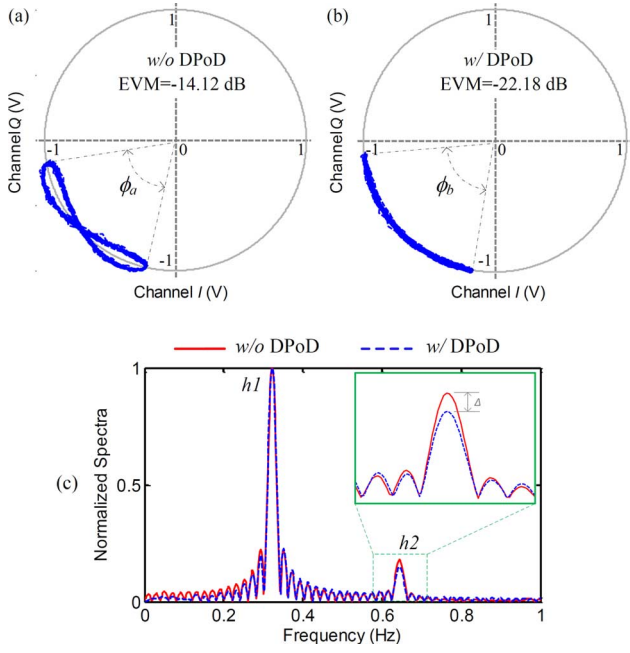 (a)
1
w/o DPoD
EVM=-14.12 dB
Channel Q (V)
-1
0
ϕa
-1
Channel I (V)
(b)
1
w/ DPoD
EVM=-22.18 dB
Channel Q (V)
-1
0
ϕb
-1
Channel I (V)
w/o DPoD
w/ DPoD
(c)
Normalized Spectra
1
0.5
0
h1
h2
Δ
0 0.2 0.4 0.6 0.8 1
Frequency (Hz)